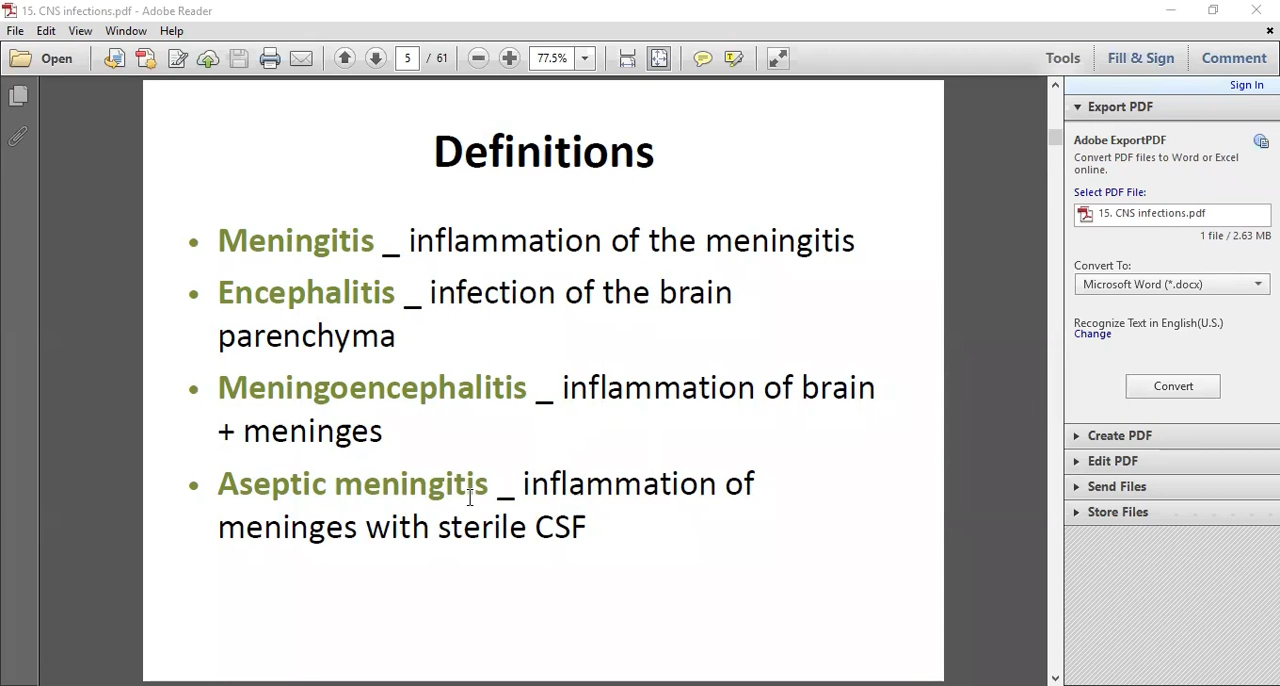 15. CNS infections.pdf - Adobe Reader
File Edit View Window Help
Open 5 / 61 77.5% Tools Fill & Sign Comment
Sign In
Definitions
• Meningitis _ inflammation of the meningitis
• Encephalitis _ infection of the brain
parenchyma
• Meningoencephalitis _ inflammation of brain
+ meninges
• Aseptic meningitis _ inflammation of
meninges with sterile CSF
Export PDF
Adobe ExportPDF
Convert PDF files to Word or Excel
online.
Select PDF File:
15. CNS infections.pdf
1 file / 2.63 MB
Convert To:
Microsoft Word (*.docx)
Recognize Text in English(U.S.)
Change
Convert
Create PDF
Edit PDF
Send Files
Store Files